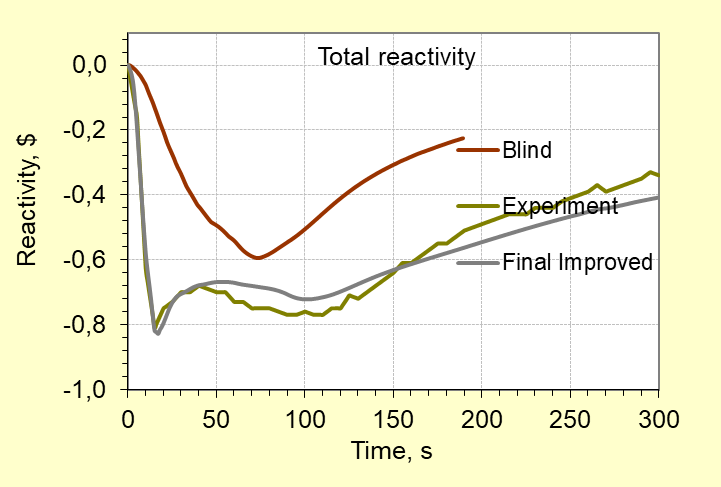 Total reactivity
0,0
-0,2
-0,4
-0,6
-0,8
-1,0
Reactivity, $
Blind
Experiment
Final Improved
0 50 100 150 200 250 300
Time, s